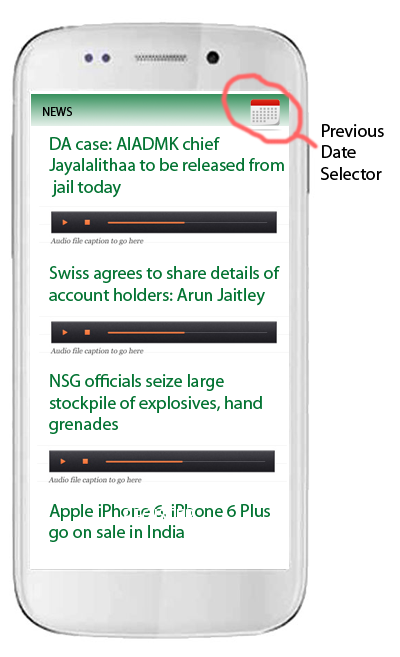 NEWS
Previous
Date
Selector
DA case: AIADMK chief
Jayalalithaa to be released from
jail today
Audio file caption to go here
Swiss agrees to share details of
account holders: Arun Jaitley
Audio file caption to go here
NSG officials seize large
stockpile of explosives, hand
grenades
Audio file caption to go here
Apple iPhone 6, iPhone 6 Plus
go on sale in India